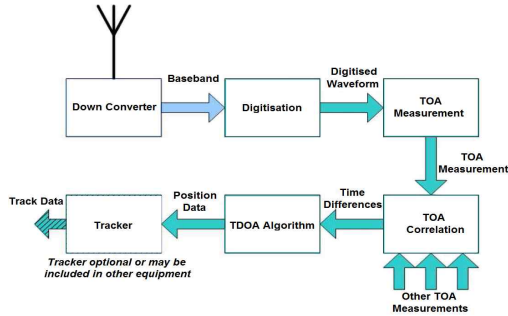 Baseband
Digitised
Waveform
Down Converter
Digitisation
TOA
Measurement
TOA
Measurement
Track Data
Position
Data
Time
Differences
Tracker
TDOA Algorithm
TOA
Correlation
Tracker optional or may be
included in other equipment
Other TOA
Measurements